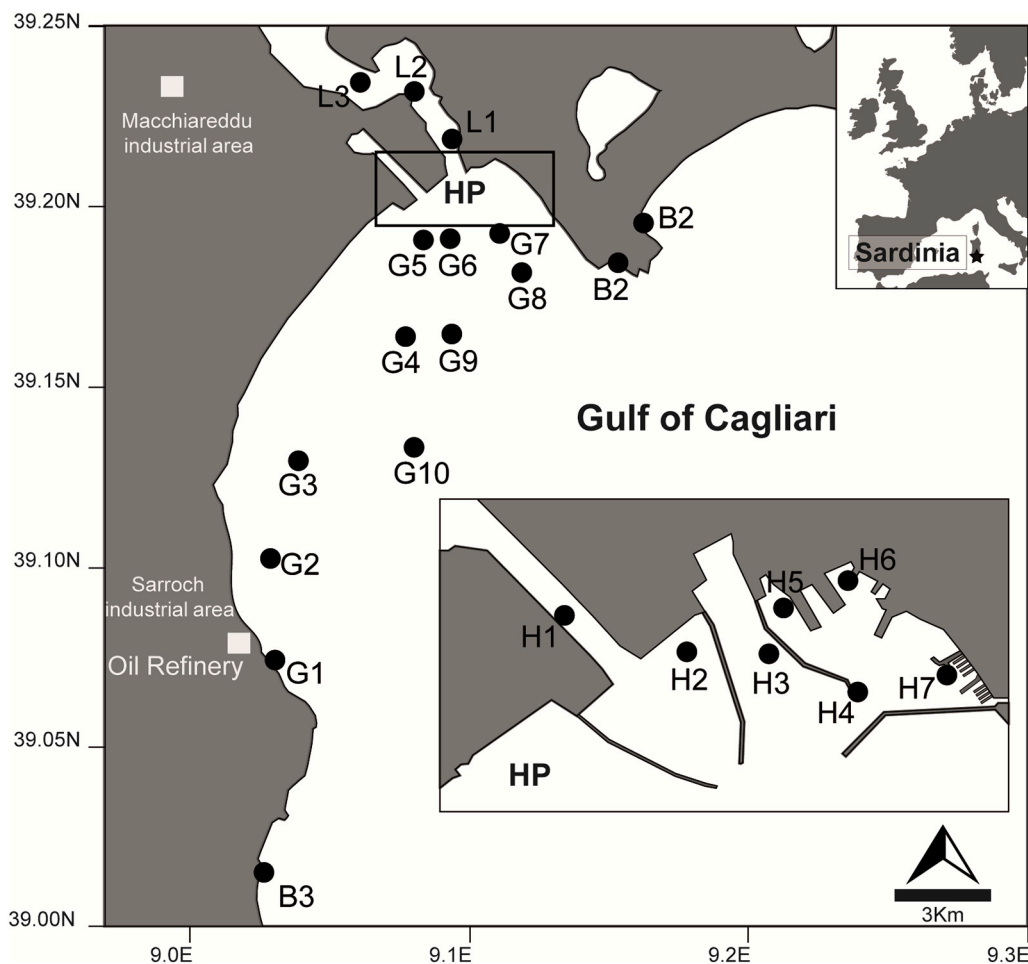 39.25N
L2
L3
Macchiareddu
industrial area
L1
39.20N
HP
B2
G7
G5
G6
Sardinia
G8
B2
G4
G9
39.15N
Gulf of Cagliari
G10
G3
39.10N
G2
Sarroch
industrial area
Oil Refinery
G1
H5
H6
H1
H2
H3
H7
H4
39.05N
HP
B3
3Km
39.00N
9.0E
9.1E
9.2E
9.3E